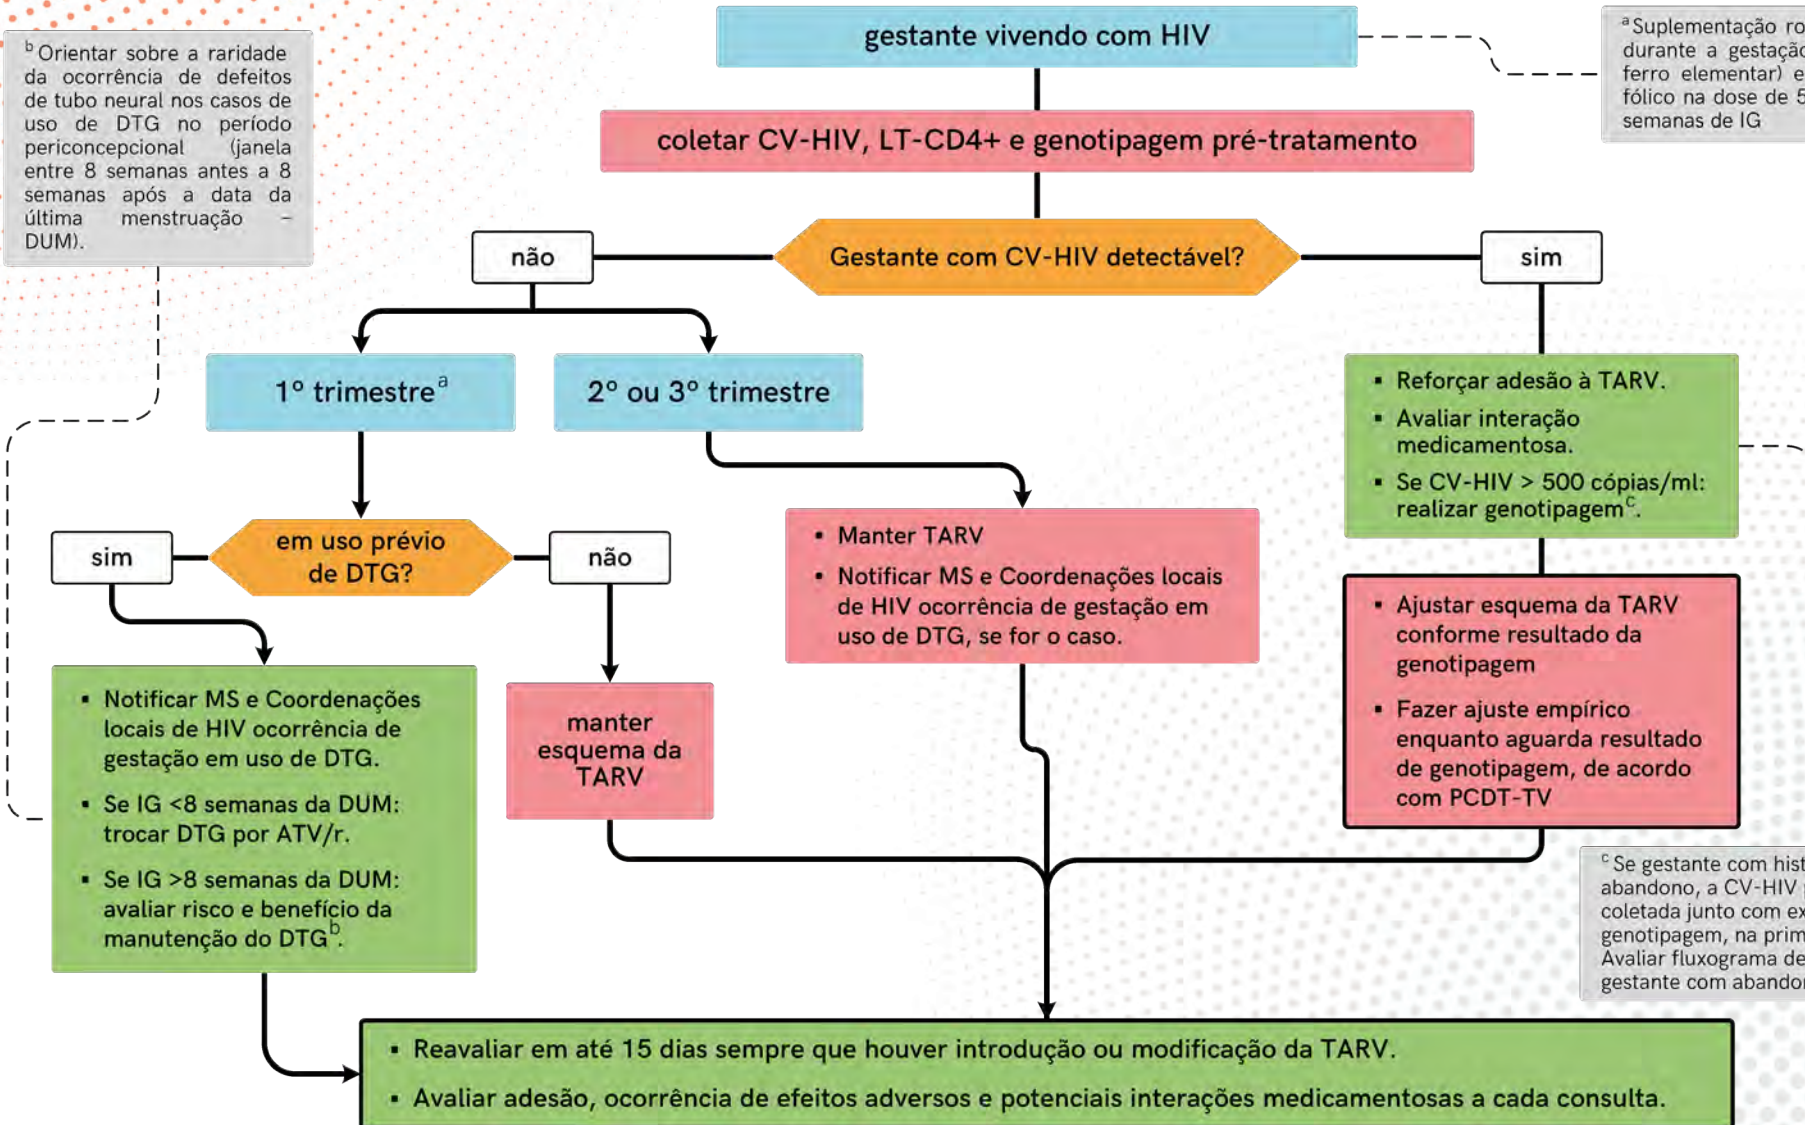 gestante vivendo com HIV
ᵇ Orientar sobre a raridade
da ocorrência de defeitos
de tubo neural nos casos de
uso de DTG no período
periconcepcional (janela
entre 8 semanas antes a 8
semanas após a data da
última menstruação –
DUM).
ᵃ Suplementação
durante a gestação
ferro elementar) e
fólico na dose de
semanas de IG
coletar CV-HIV, LT-CD4+ e genotipagem pré-tratamento
Gestante com CV-HIV detectável?
não
sim
1º trimestre ᵃ
2º ou 3º trimestre
▪ Reforçar adesão à TARV.
▪ Avaliar interação
medicamentosa.
▪ Se CV-HIV > 500 cópias/ml:
realizar genotipagem ᶜ.
em uso prévio
de DTG?
sim
não
▪ Manter TARV
▪ Notificar MS e Coordenações locais
de HIV ocorrência de gestação em
uso de DTG, se for o caso.
▪ Ajustar esquema da TARV
conforme resultado da
genotipagem
▪ Fazer ajuste empírico
enquanto aguarda resultado
de genotipagem, de acordo
com PCDT-TV
▪ Notificar MS e Coordenações
locais de HIV ocorrência de
gestação em uso de DTG.
▪ Se IG <8 semanas da DUM:
trocar DTG por ATV/r.
▪ Se IG >8 semanas da DUM:
avaliar risco e benefício da
manutenção do DTG ᵇ.
manter
esquema da
TARV
ᶜ Se gestante com
abandono, a CV-HIV
coletada junto com
genotipagem, na
Avaliar fluxograma de
gestante com
▪ Reavaliar em até 15 dias sempre que houver introdução ou modificação da TARV.
▪ Avaliar adesão, ocorrência de efeitos adversos e potenciais interações medicamentosas a cada consulta.